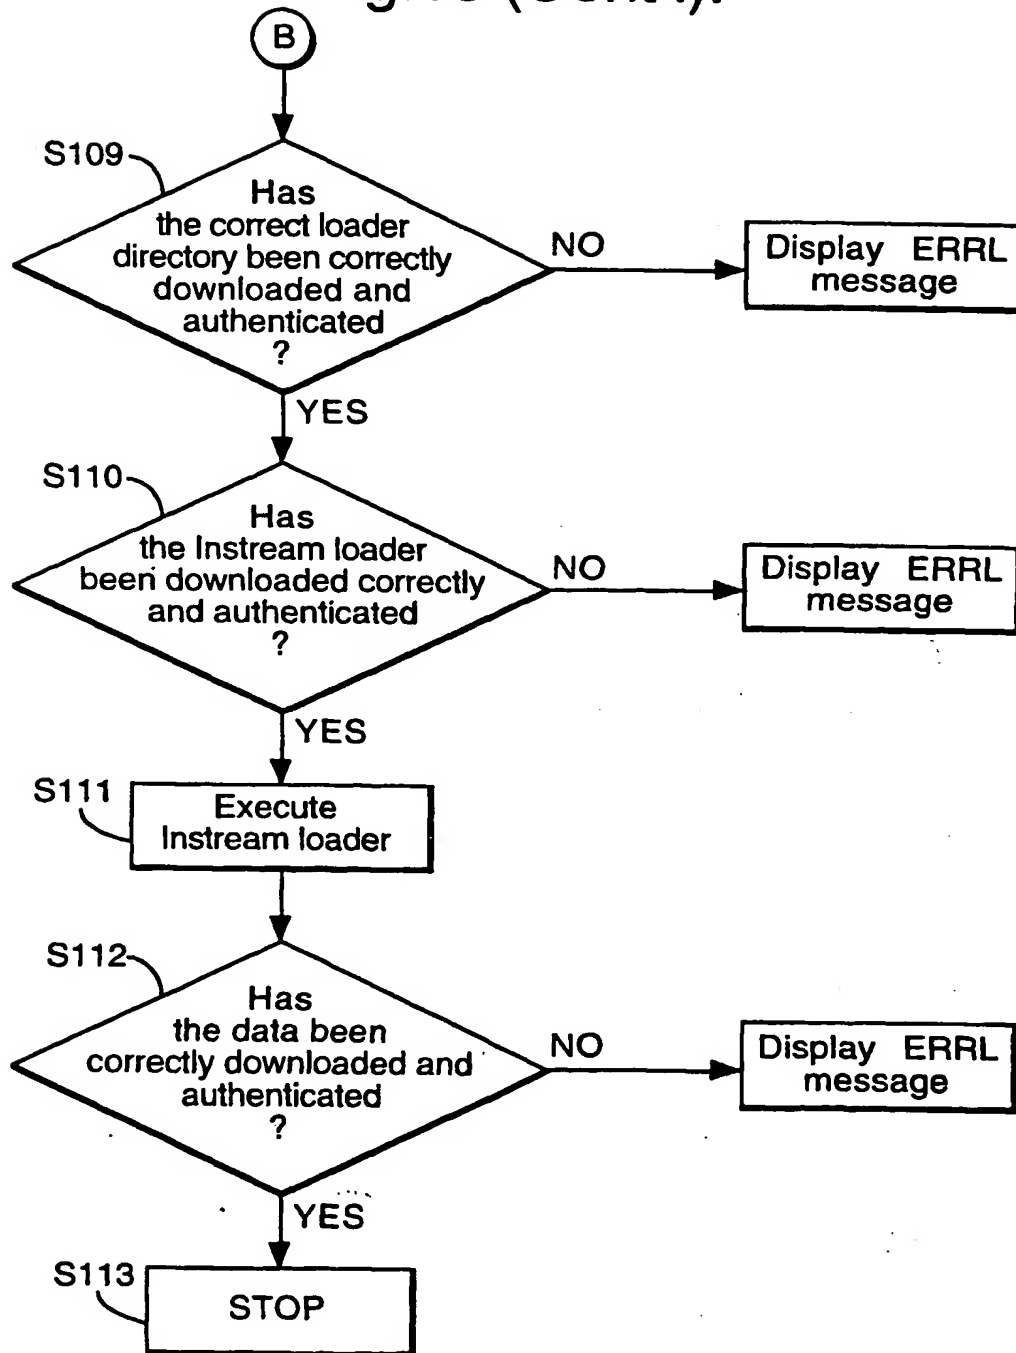 B
S109
Has
the correct loader
directory been correctly
downloaded and
authenticated
?
NO
Display ERRL
message
YES
S110
Has
the Instream loader
been downloaded correctly
and authenticated
?
NO
Display ERRL
message
YES
S111
Execute
Instream loader
S112
Has
the data been
correctly downloaded and
authenticated
?
NO
Display ERRL
message
YES
S113
STOP